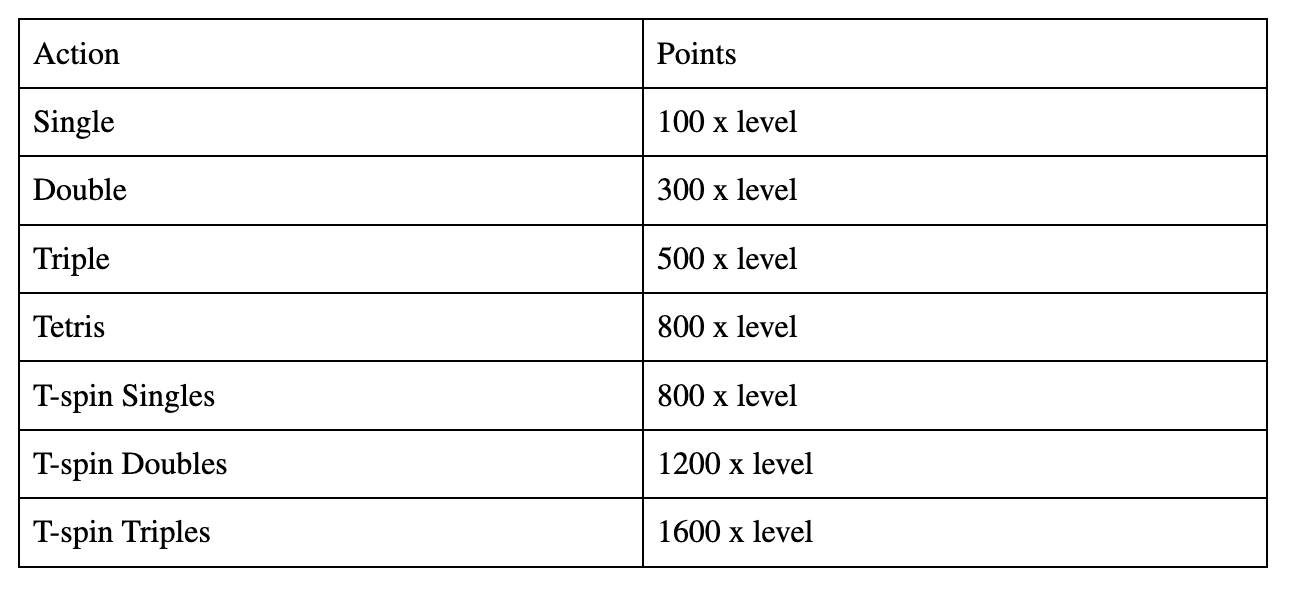 Action Points
Single 100 x level
Double 300 x level
Triple 500 x level
Tetris 800 x level
T-spin Singles 800 x level
T-spin Doubles 1200 x level
T-spin Triples 1600 x level